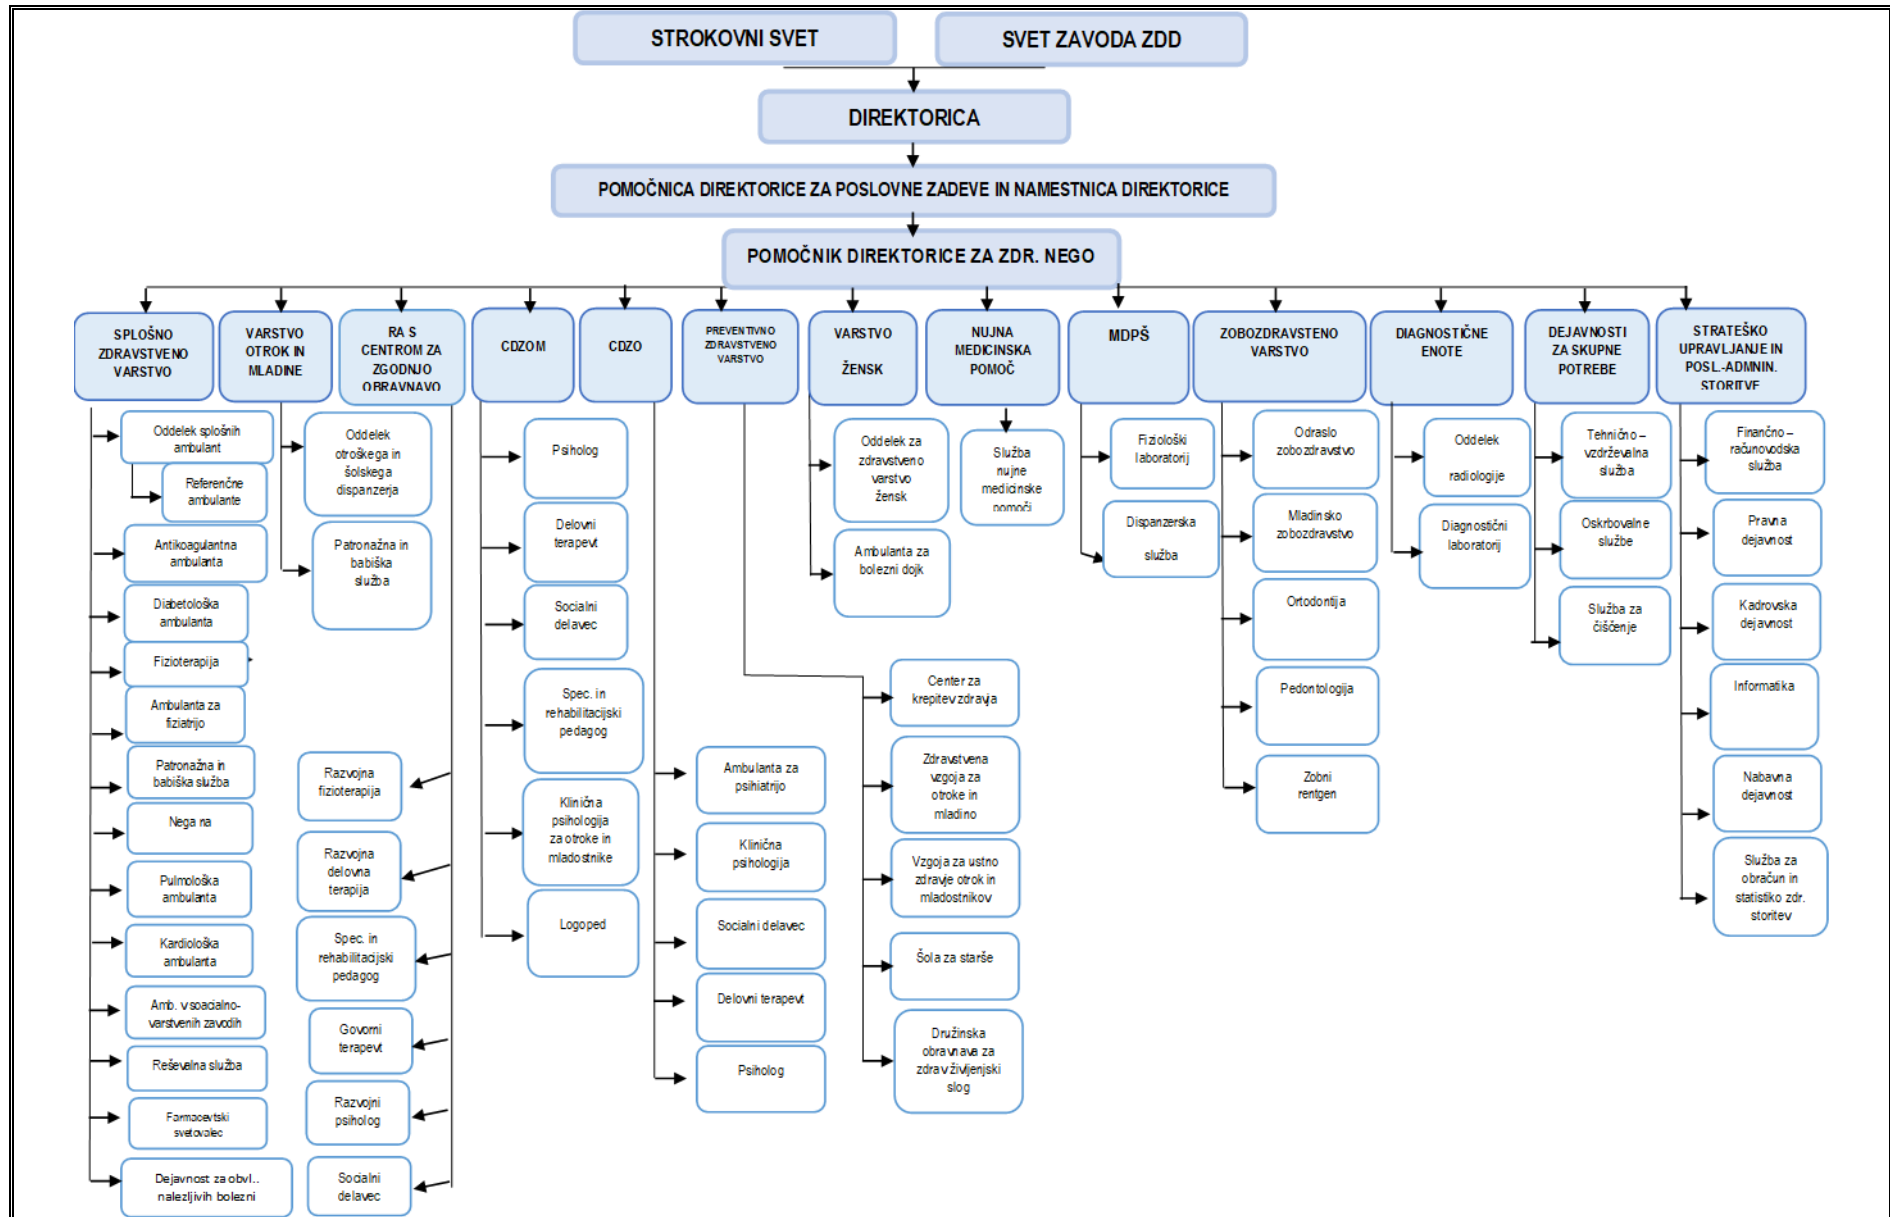 STROKOVNI SVET
SVET ZAVODA ZDD
DIREKTORICA
POMOČNICA DIREKTORICE ZA POSLOVNE ZADEVE IN NAMESTNICA DIREKTORICE
POMOČNIK DIREKTORICE ZA ZDR. NEGO
SPLOŠNO
ZDRAVSTVENO
VARSTVO
VARSTVO
OTROK IN
MLADINE
RA S
CENTROM ZA
ZGODNJO
OBRAVNAVO
CDZOM
CDZO
PREVENTIVNO
ZDRAVSTVENO
VARSTVO
VARSTVO
ŽENSK
NUJNA
MEDICINSKA
POMOČ
MDPŠ
ZOBOZDRAVSTENO
VARSTVO
DIAGNOSTIČNE
ENOTE
DEJAVNOSTI
ZA SKUPNE
POTREBE
STRATEŠKO
UPRAVLJANJE IN
POSL.-ADMNIN.
STORITVE
Oddelek splošnih
ambulant
Referenčne
ambulante
Antikoagulantna
ambulanta
Diabetološka
ambulanta
Fizioterapija
Ambulanta za
fiziatrijo
Patronažna in
babiška služba
Nega na
Pulmološka
ambulanta
Kardiološka
ambulanta
Amb. v soacialno-
varstvenih zavodih
Reševalna služba
Farmacevtski
svetovalec
Dejavnost za obvl..
nalezljivih bolezni
Oddelek
otroškega in
šolskega
dispanzerja
Patronažna in
babiška
služba
Razvojna
fizioterapija
Razvojna
delovna
terapija
Spec. in
rehabilitacijski
pedagog
Govorni
terapevt
Razvojni
psiholog
Socialni
delavec
Psiholog
Delovni
terapevt
Socialni
delavec
Spec. in
rehabilitacijski
pedagog
Klinična
psihologija
za otroke in
mladostnike
Logoped
Ambulanta za
psihiatrijo
Klinična
psihologija
Socialni delavec
Delovni terapevt
Psiholog
Center za
krepitev zdravja
Zdravstvena
vzgoja za
otroke in
mladino
Vzgoja za ustno
zdravje otrok in
mladostnikov
Šola za starše
Družinska
obravnava za
zdrav življenjski
slog
Oddelek za
zdravstveno
varstvo
žensk
Ambulanta za
bolezni dojk
Služba
nujne
medicinske
pomoči
Fiziološki
laboratorij
Dispanzerska
služba
Odraslo
zobozdravstvo
Mladinsko
zobozdravstvo
Ortodontija
Pedontologija
Zobni
rentgen
Oddelek
radiologije
Diagnostični
laboratorij
Tehnično –
vzdrževalna
služba
Oskrbovalne
službe
Služba za
čiščenje
Finančno –
računovodska
služba
Pravna
dejavnost
Kadrovska
dejavnost
Informatika
Nabavna
dejavnost
Služba za
obračun in
statistiko zdr.
storitev